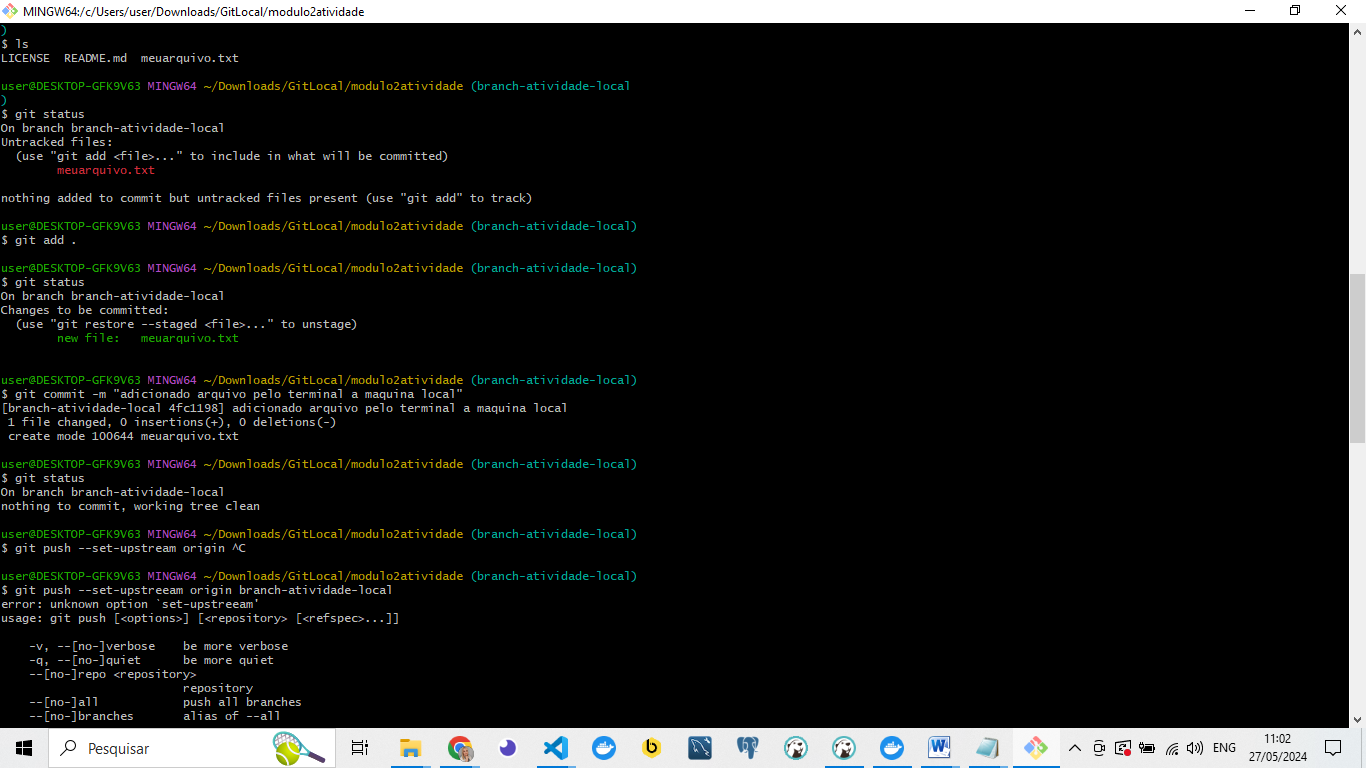 MINGW64:/c/Users/user/Downloads/GitLocal/modulo2atividade
)
$ ls
LICENSE  README.md  meuarquivo.txt
user@DESKTOP-GFK9V63 MINGW64 ~/Downloads/GitLocal/modulo2atividade (branch-atividade-local
)
$ git status
On branch branch-atividade-local
Untracked files:
  (use "git add <file>..." to include in what will be committed)
        meuarquivo.txt
nothing added to commit but untracked files present (use "git add" to track)
user@DESKTOP-GFK9V63 MINGW64 ~/Downloads/GitLocal/modulo2atividade (branch-atividade-local)
$ git add .
user@DESKTOP-GFK9V63 MINGW64 ~/Downloads/GitLocal/modulo2atividade (branch-atividade-local)
$ git status
On branch branch-atividade-local
Changes to be committed:
  (use "git restore --staged <file>..." to unstage)
        new file:   meuarquivo.txt
user@DESKTOP-GFK9V63 MINGW64 ~/Downloads/GitLocal/modulo2atividade (branch-atividade-local)
$ git commit -m "adicionado arquivo pelo terminal a maquina local"
[branch-atividade-local 4fc1198] adicionado arquivo pelo terminal a maquina local
 1 file changed, 0 insertions(+), 0 deletions(-)
 create mode 100644 meuarquivo.txt
user@DESKTOP-GFK9V63 MINGW64 ~/Downloads/GitLocal/modulo2atividade (branch-atividade-local)
$ git status
On branch branch-atividade-local
nothing to commit, working tree clean
user@DESKTOP-GFK9V63 MINGW64 ~/Downloads/GitLocal/modulo2atividade (branch-atividade-local)
$ git push --set-upstream origin ^C
user@DESKTOP-GFK9V63 MINGW64 ~/Downloads/GitLocal/modulo2atividade (branch-atividade-local)
$ git push --set-upstreeam origin branch-atividade-local
error: unknown option `set-upstreeam'
usage: git push [<options>] [<repository> [<refspec>...]]
    -v, --[no-]verbose    be more verbose
    -q, --[no-]quiet      be more quiet
    --[no-]repo <repository>
                          repository
    --[no-]all            push all branches
    --[no-]branches       alias of --all
Pesquisar
ENG
11:02
27/05/2024